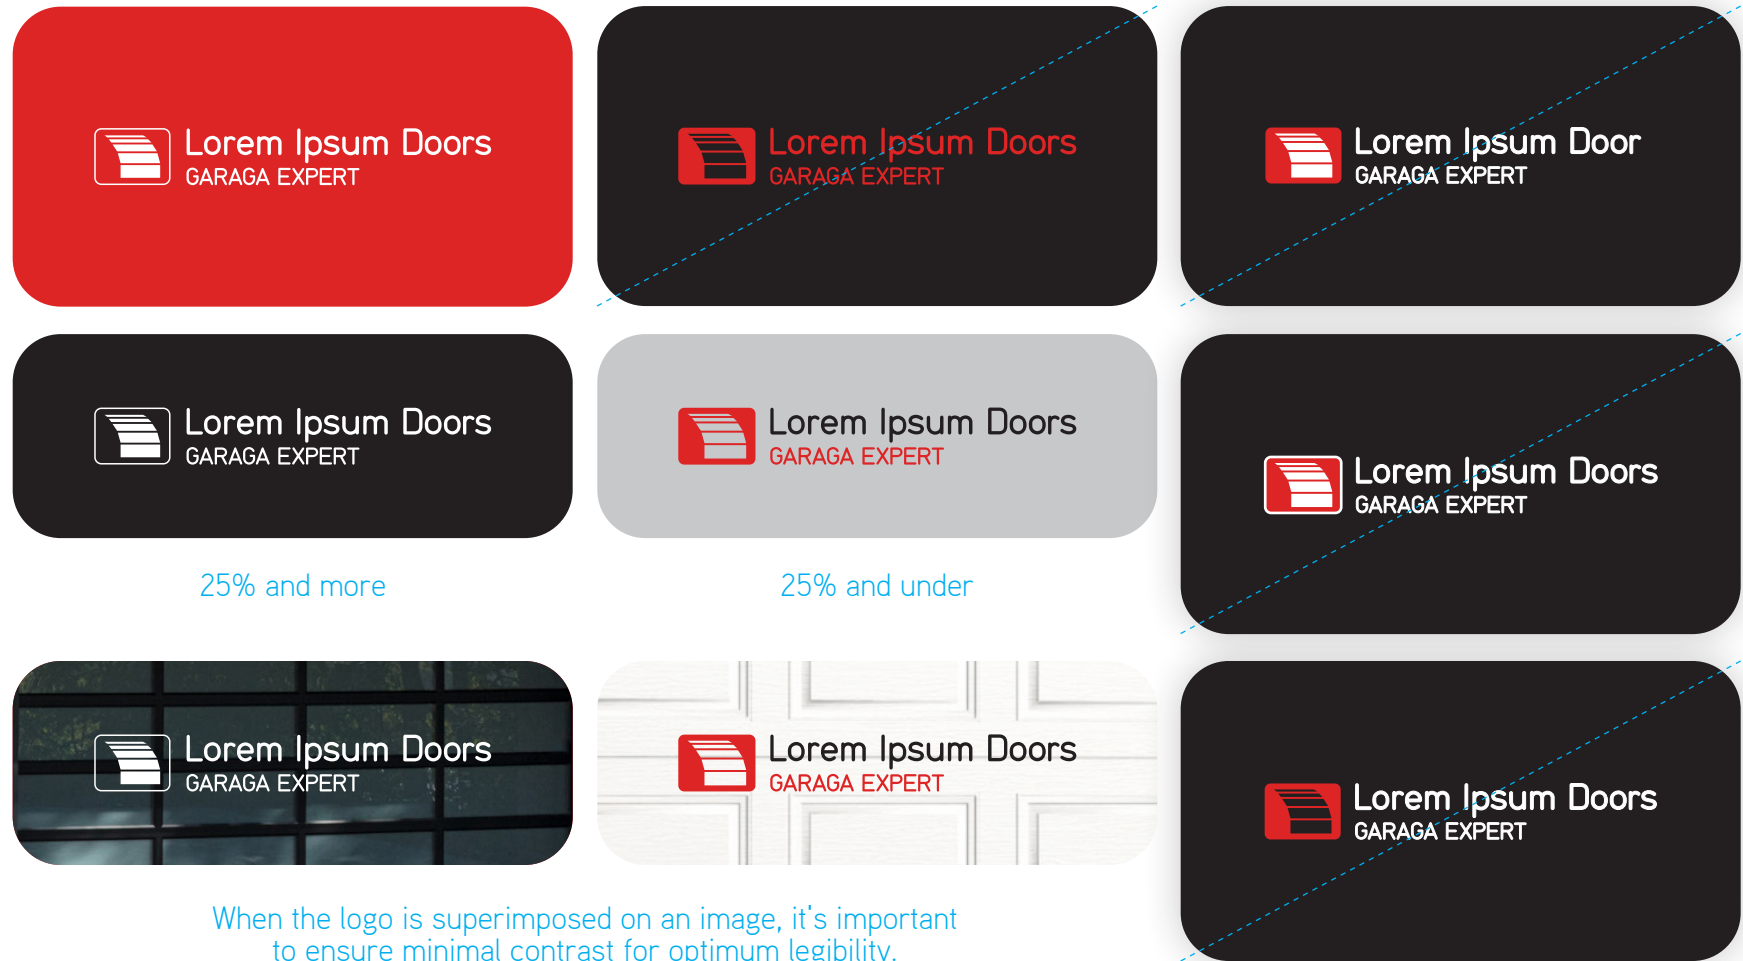 Lorem Ipsum Doors
GARAGA EXPERT
Lorem Ipsum Doors
GARAGA EXPERT
Lorem Ipsum Door
GARAGA EXPERT
Lorem Ipsum Doors
GARAGA EXPERT
Lorem Ipsum Doors
GARAGA EXPERT
Lorem Ipsum Doors
GARAGA EXPERT
25% and more
25% and under
Lorem Ipsum Doors
GARAGA EXPERT
Lorem Ipsum Doors
GARAGA EXPERT
Lorem Ipsum Doors
GARAGA EXPERT
When the logo is superimposed on an image, it's important
to ensure minimal contrast for optimum legibility.